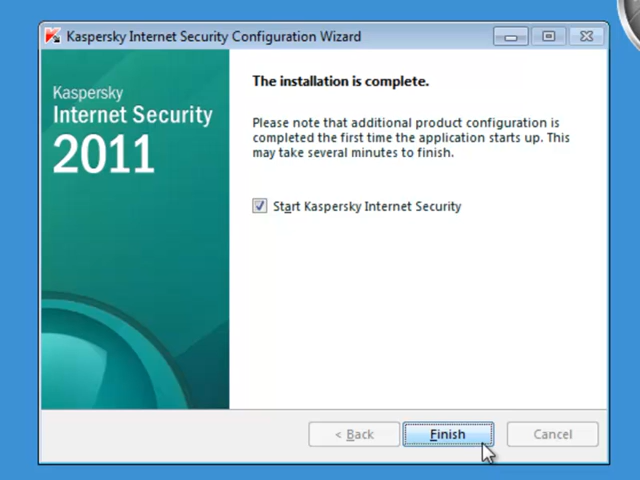 Kaspersky Internet Security Configuration Wizard
Kaspersky
Internet Security
2011
The installation is complete.
Please note that additional product configuration is
completed the first time the application starts up. This
may take several minutes to finish.
Start Kaspersky Internet Security
< Back
Finish
Cancel